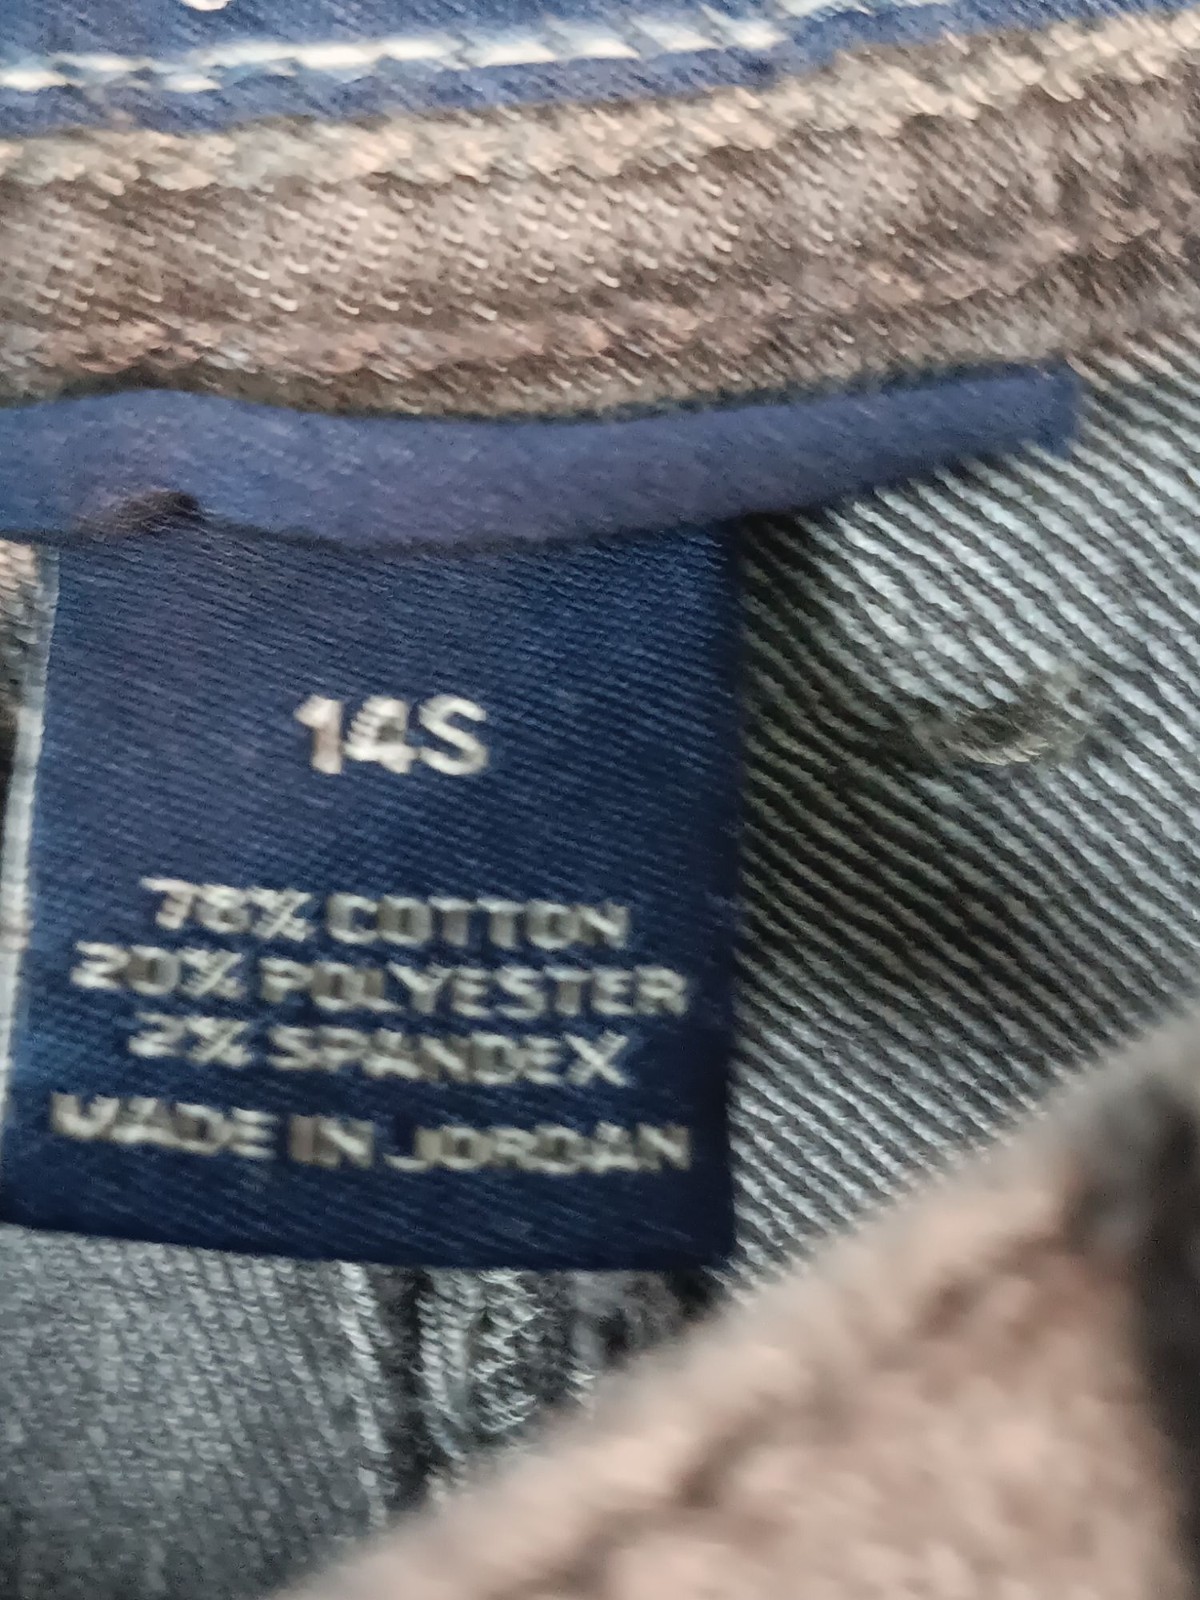 14S
78% COTTON
20% POLYESTER
2% SPANDEX
MADE IN JORDAN